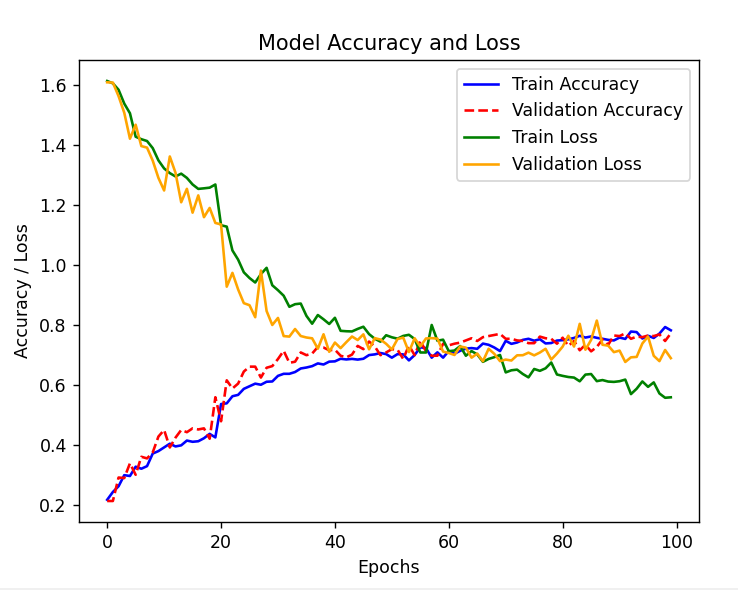 Model Accuracy and Loss
Train Accuracy
Validation Accuracy
Train Loss
Validation Loss
Accuracy / Loss
1.6
1.4
1.2
1.0
0.8
0.6
0.4
0.2
0 20 40 60 80 100
Epochs